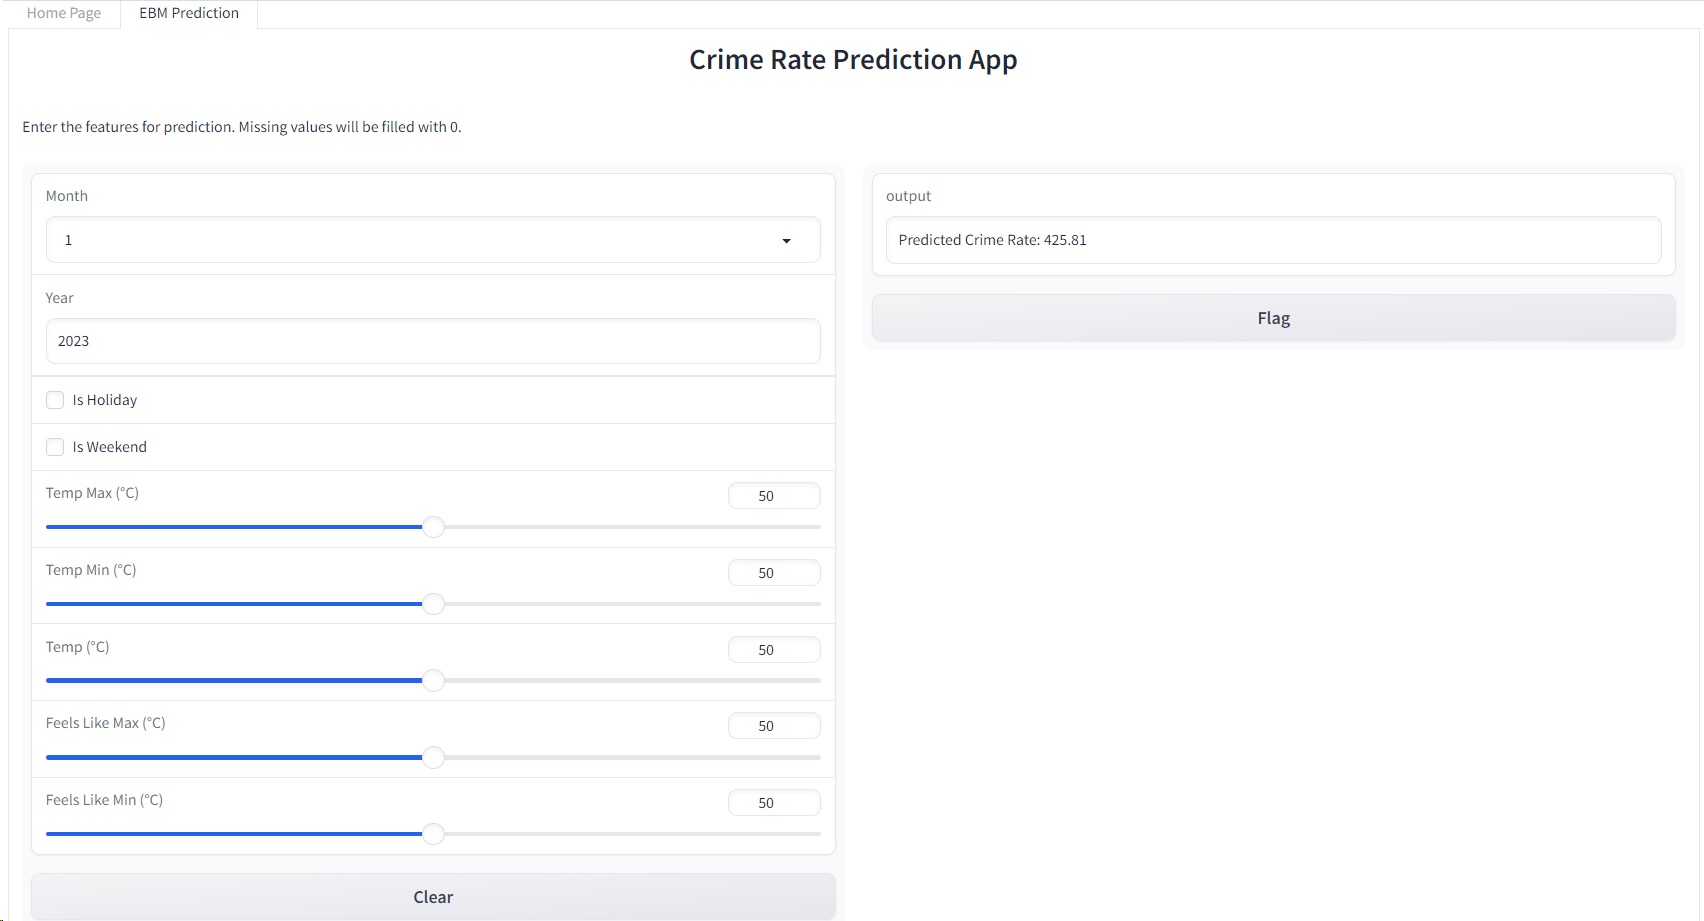 Home Page
EBM Prediction
Crime Rate Prediction App
Enter the features for prediction. Missing values will be filled with 0.
Month
1
Year
2023
Is Holiday
Is Weekend
Temp Max (°C)
50
Temp Min (°C)
50
Temp (°C)
50
Feels Like Max (°C)
50
Feels Like Min (°C)
50
Clear
output
Predicted Crime Rate: 425.81
Flag